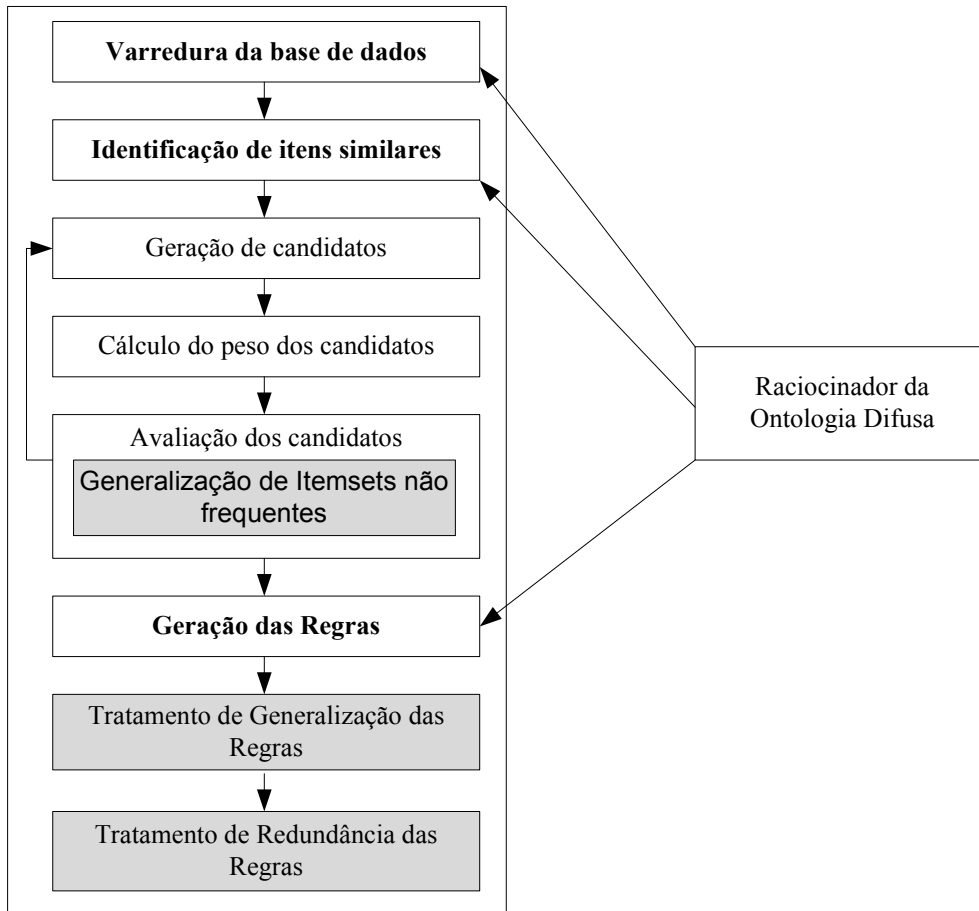 Varredura da base de dados
Identificação de itens similares
Geração de candidatos
Cálculo do peso dos candidatos
Avaliação dos candidatos
Generalização de Itemsets não
frequentes
Geração das Regras
Tratamento de Generalização das
Regras
Tratamento de Redundância das
Regras
Raciocinador da
Ontologia Difusa